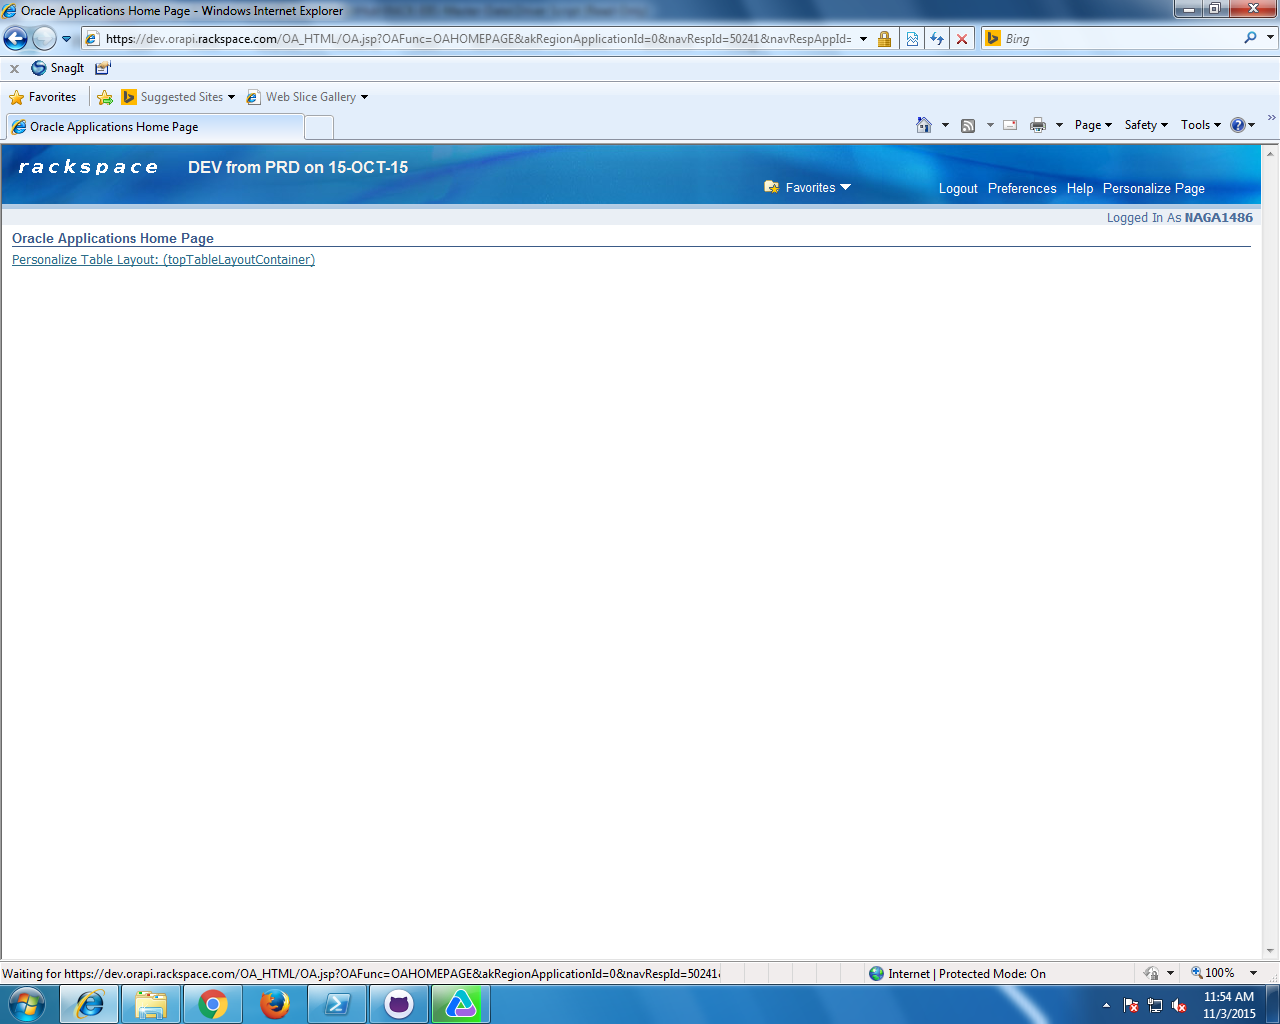 Oracle Applications Home Page - Windows Internet Explorer
https://dev.orapi.rackspace.com/OA_HTML/OA.jsp?OAFunc=OAHOMEPAGE&akRegionApplicationId=0&navRespId=50241&navRespAppId=
Bing
x SnagIt
Favorites Suggested Sites Web Slice Gallery
Oracle Applications Home Page
Page Safety Tools
rackspace DEV from PRD on 15-OCT-15
Favorites Logout Preferences Help Personalize Page
Logged In As NAGA1486
Oracle Applications Home Page
Personalize Table Layout: (topTableLayoutContainer)
Waiting for https://dev.orapi.rackspace.com/OA_HTML/OA.jsp?OAFunc=OAHOMEPAGE&akRegionApplicationId=0&navRespId=50241&
Internet | Protected Mode: On
100%
11:54 AM
11/3/2015